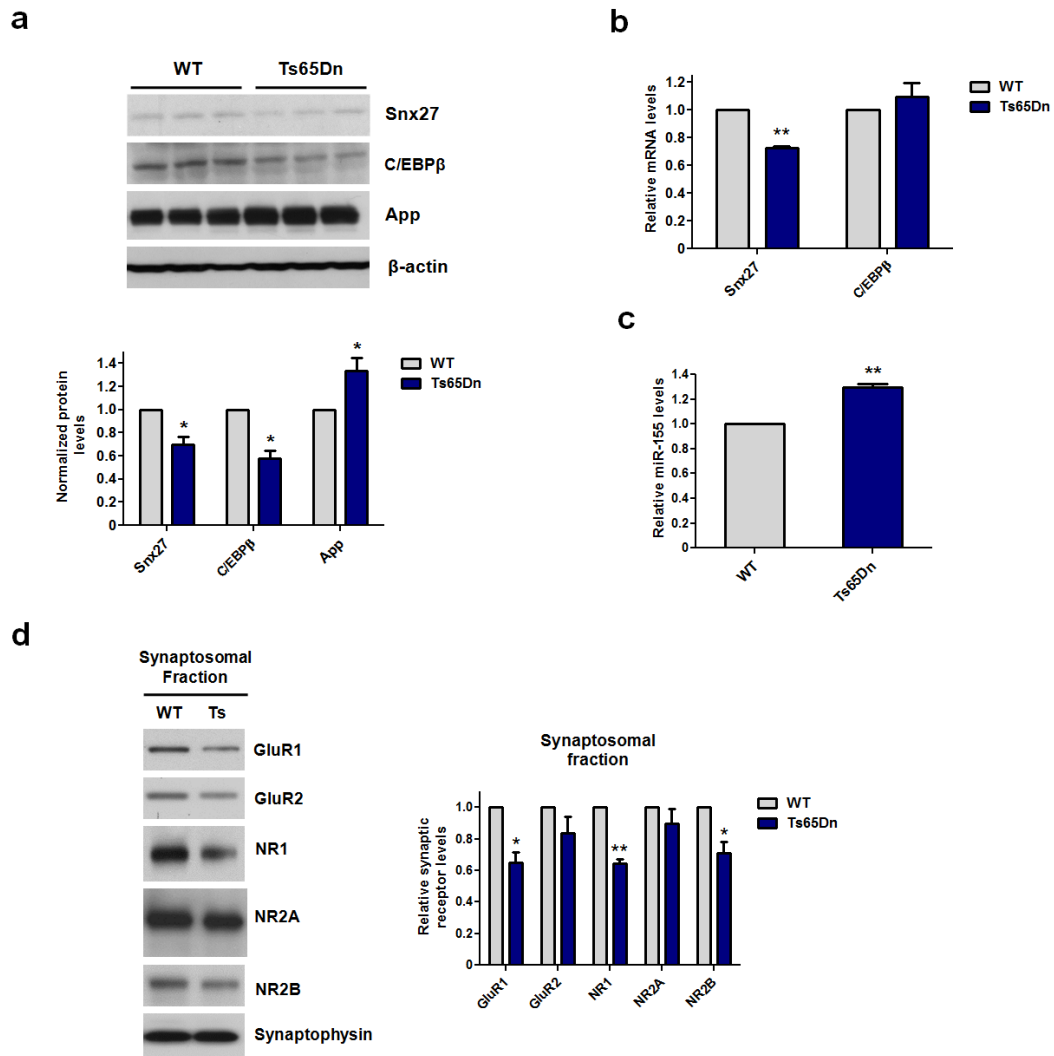 a
WT Ts65Dn
Snx27
C/EBPβ
App
β-actin
Normalized protein
levels
1.4
1.2
1.0
0.8
0.6
0.4
0.2
0
* * *
WT
Ts65Dn
Snx27 C/EBPβ App
b
Relative mRNA levels
1.2
1.0
0.8
0.6
0.4
0.2
0
**
WT
Ts65Dn
Snx27 C/EBPβ
c
Relative miR-155 levels
1.4
1.2
1.0
0.8
0.6
0.4
0.2
0
**
WT Ts65Dn
d
Synaptosomal
Fraction
WT Ts
GluR1
GluR2
NR1
NR2A
NR2B
Synaptophysin
Synaptosomal
fraction
Relative synaptic
receptor levels
1.0
0.8
0.6
0.4
0.2
0
* ** *
WT
Ts65Dn
GluR1 GluR2 NR1 NR2A NR2B